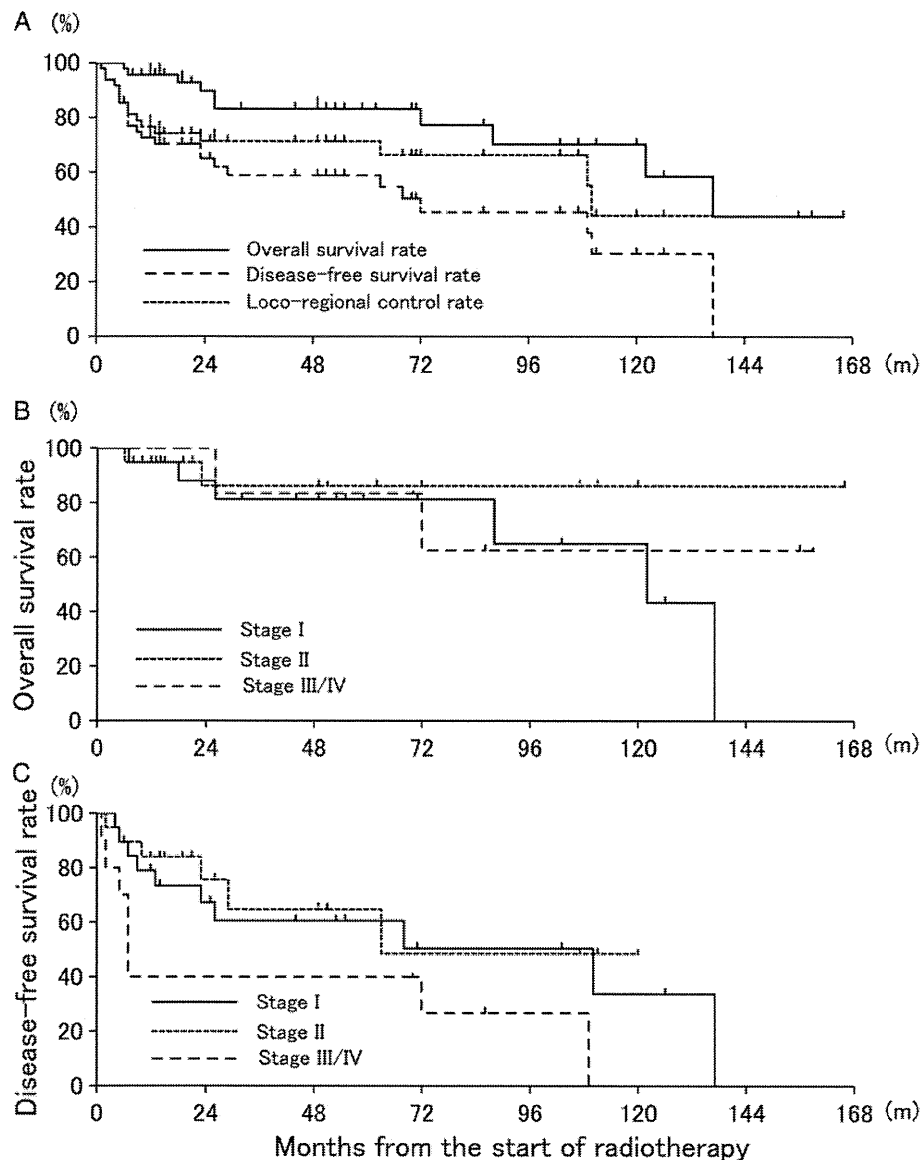 A (%)
100
80
60
40
20
0
Overall survival rate
Disease-free survival rate
Loco-regional control rate
0 24 48 72 96 120 144 168 (m)
B (%)
Overall survival rate
100
80
60
40
20
0
Stage I
Stage II
Stage III/IV
0 24 48 72 96 120 144 168 (m)
C (%)
Disease-free survival rate
100
80
60
40
20
0
Stage I
Stage II
Stage III/IV
0 24 48 72 96 120 144 168 (m)
Months from the start of radiotherapy